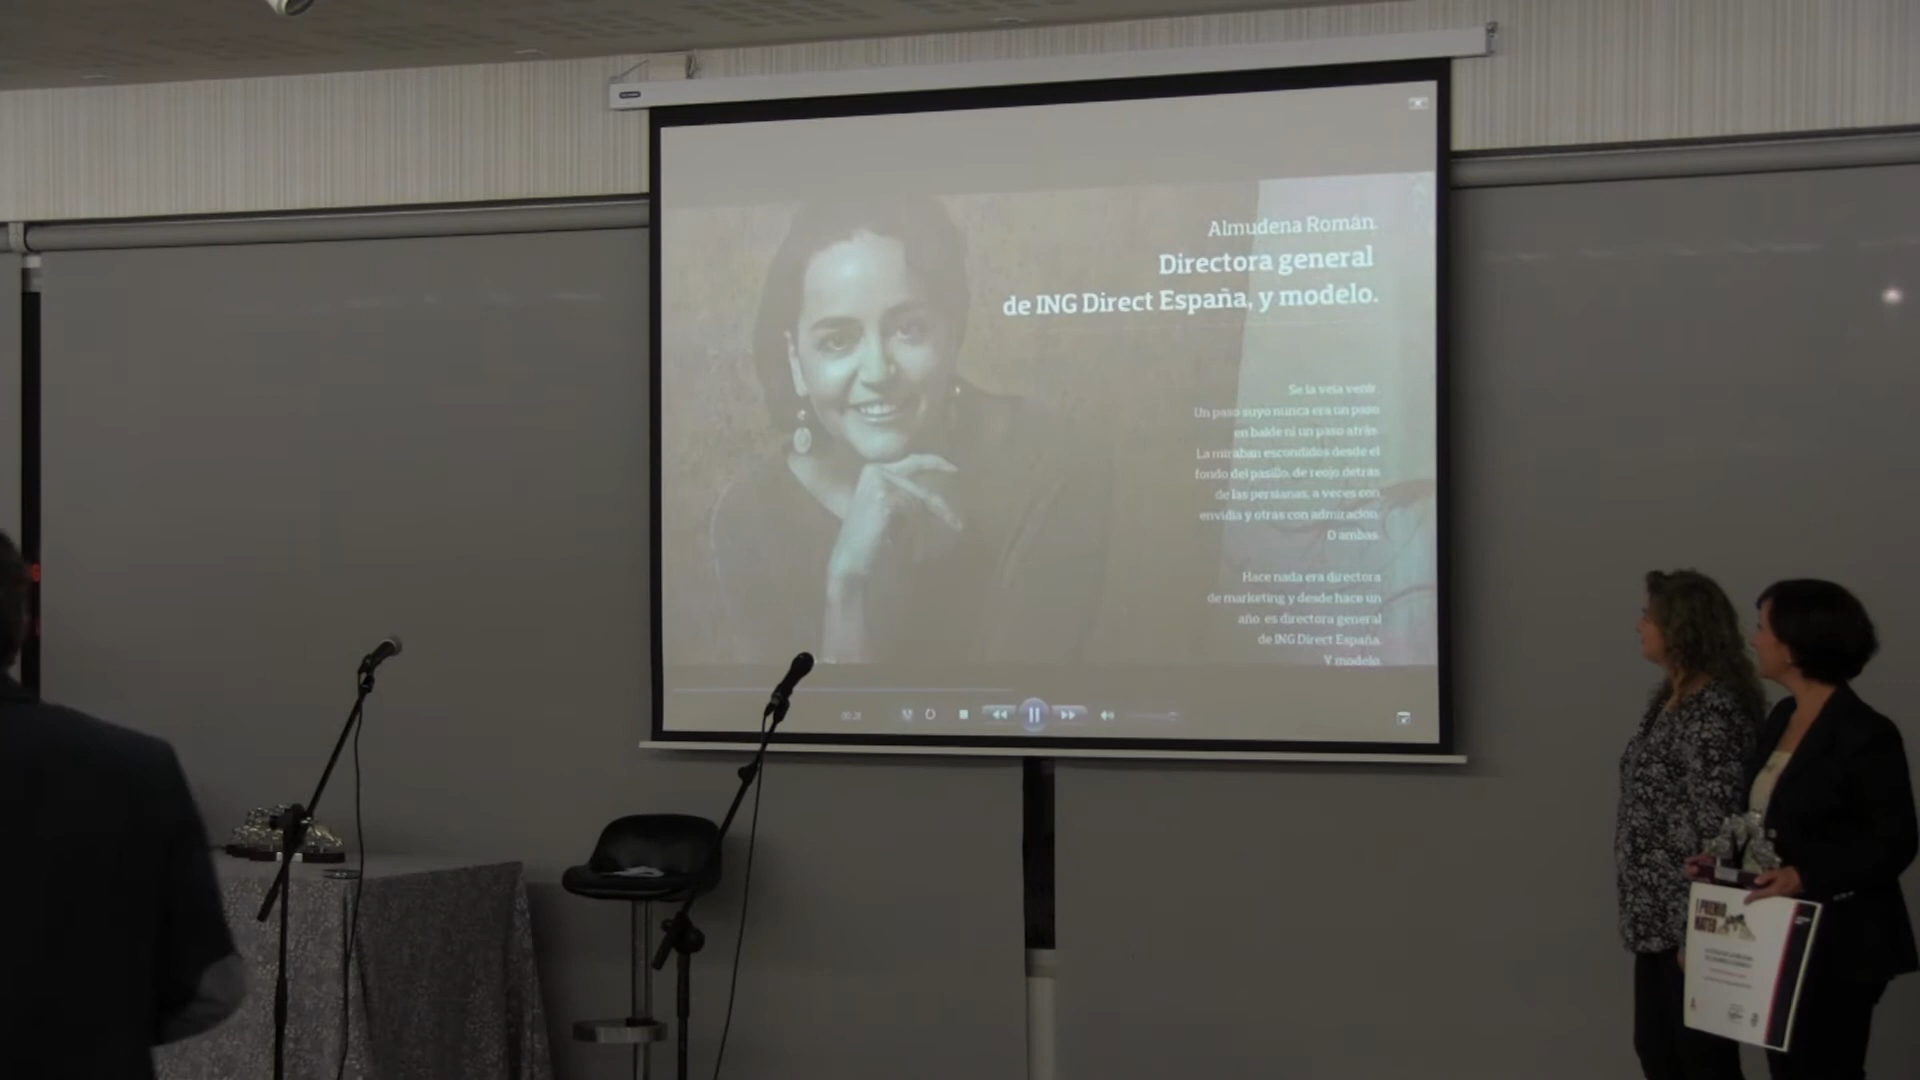 Almudena Román.
Directora general
de ING Direct España, y modelo.
Se la veía venir.
Un paso suyo nunca era un paso
en balde ni un paso atrás.
La miraban escondidos desde el
fondo del pasillo, de reojo detrás
de las persianas, a veces con
envidia y otras con admiración.
O ambas.
Hace nada era directora
de marketing y desde hace un
año es directora general
de ING Direct España.
Y modelo.
I PREMIO
MATEO